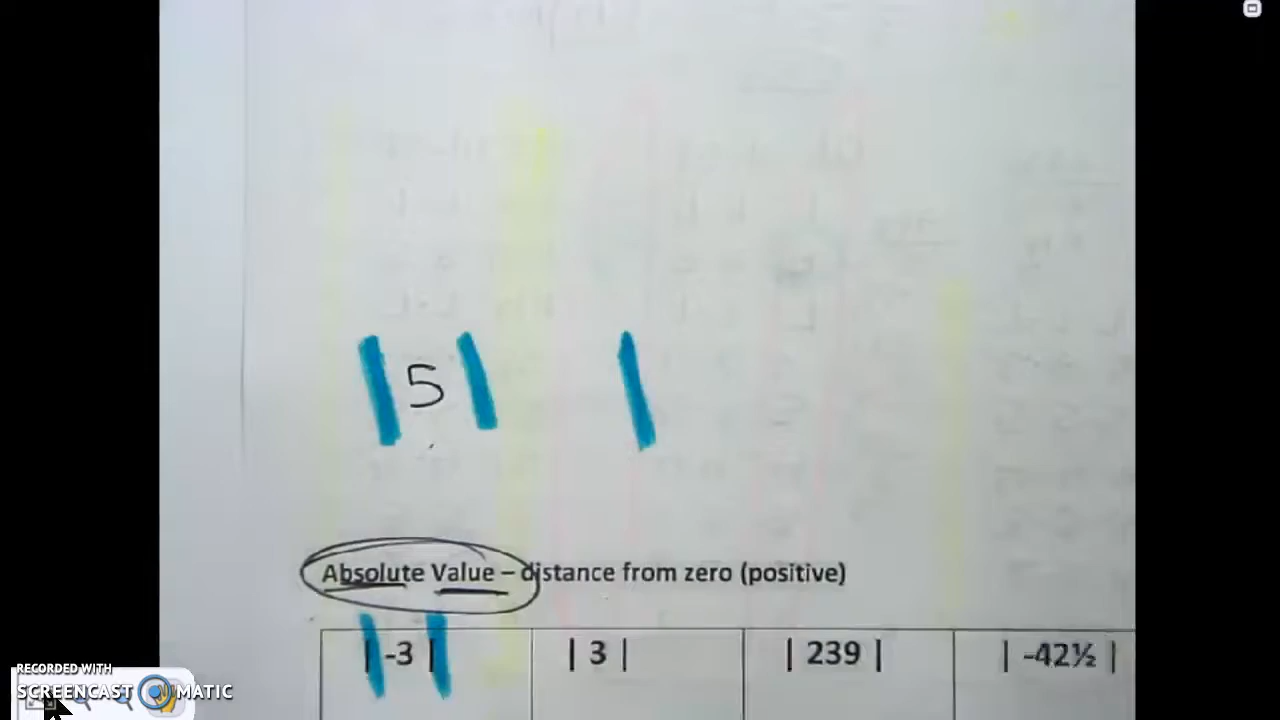 | 5 | |
Absolute Value – distance from zero (positive)
| -3 | | 3 | | 239 | | -42½ |
RECORDED WITH
SCREENCAST MATIC